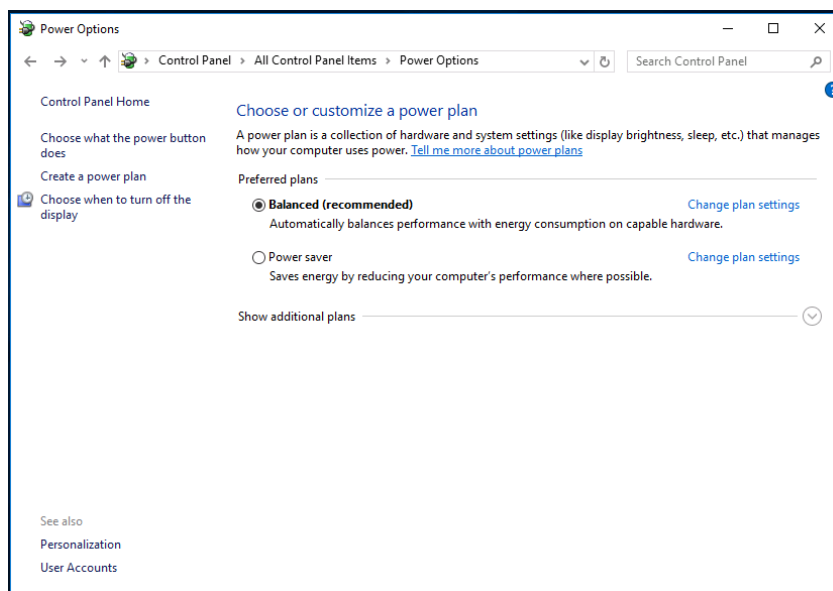 Power Options
Control Panel > All Control Panel Items > Power Options
Search Control Panel
Control Panel Home
Choose what the power button
does
Create a power plan
Choose when to turn off the
display
Choose or customize a power plan
A power plan is a collection of hardware and system settings (like display brightness, sleep, etc.) that manages
how your computer uses power. Tell me more about power plans
Preferred plans
Balanced (recommended) Change plan settings
Automatically balances performance with energy consumption on capable hardware.
Power saver Change plan settings
Saves energy by reducing your computer's performance where possible.
Show additional plans
See also
Personalization
User Accounts